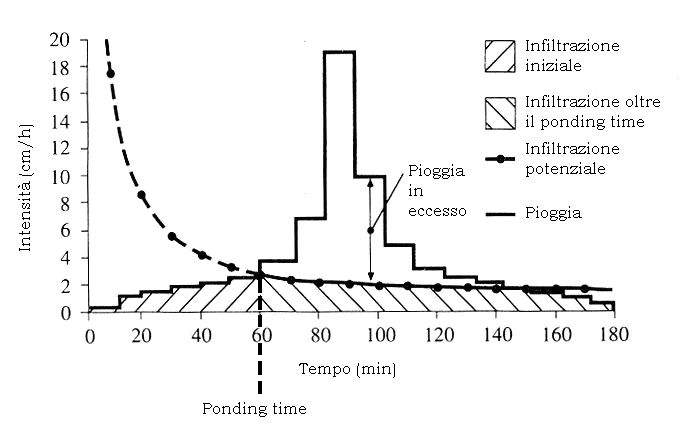 20
18
16
14
12
10
8
6
4
2
0
Intensità (cm/h)
0
20
40
60
80
100
120
140
160
180
Tempo (min)
Ponding time
Pioggia
in
eccesso
Infiltrazione
iniziale
Infiltrazione oltre
il ponding time
Infiltrazione
potenziale
Pioggia